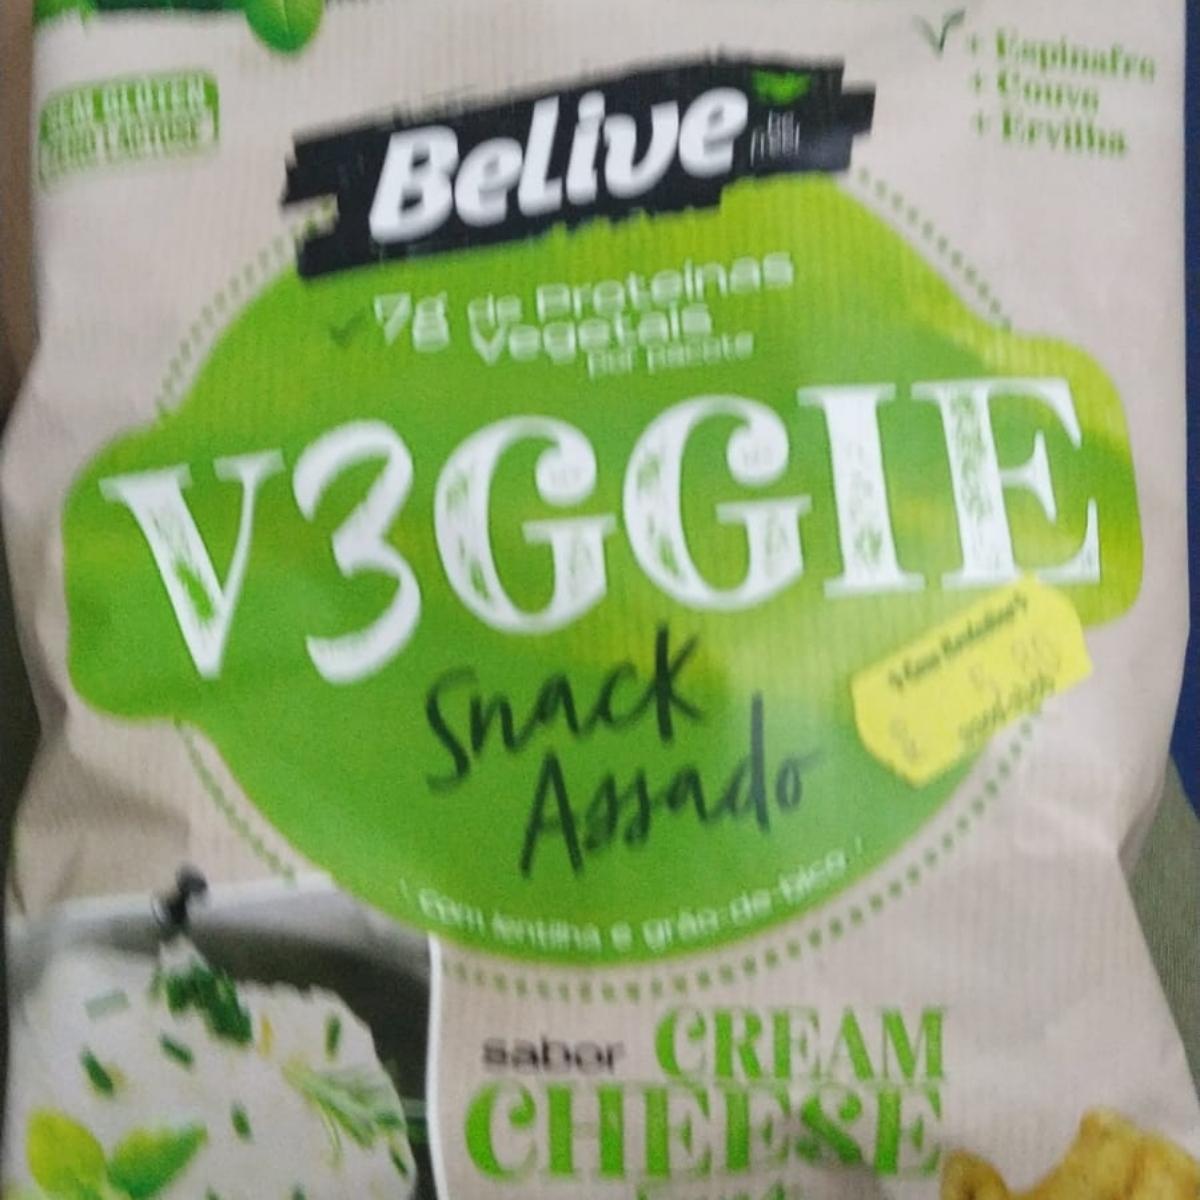 SEM GLUTEN
ZERO LACTOSE
+ Espinafre
+ Couve
+ Ervilha
Belive
7g de Proteínas
Vegetais
por pacote
V3GGIE
Snack
Assado
com lentilha e grão-de-bico
sabor CREAM
CHEESE